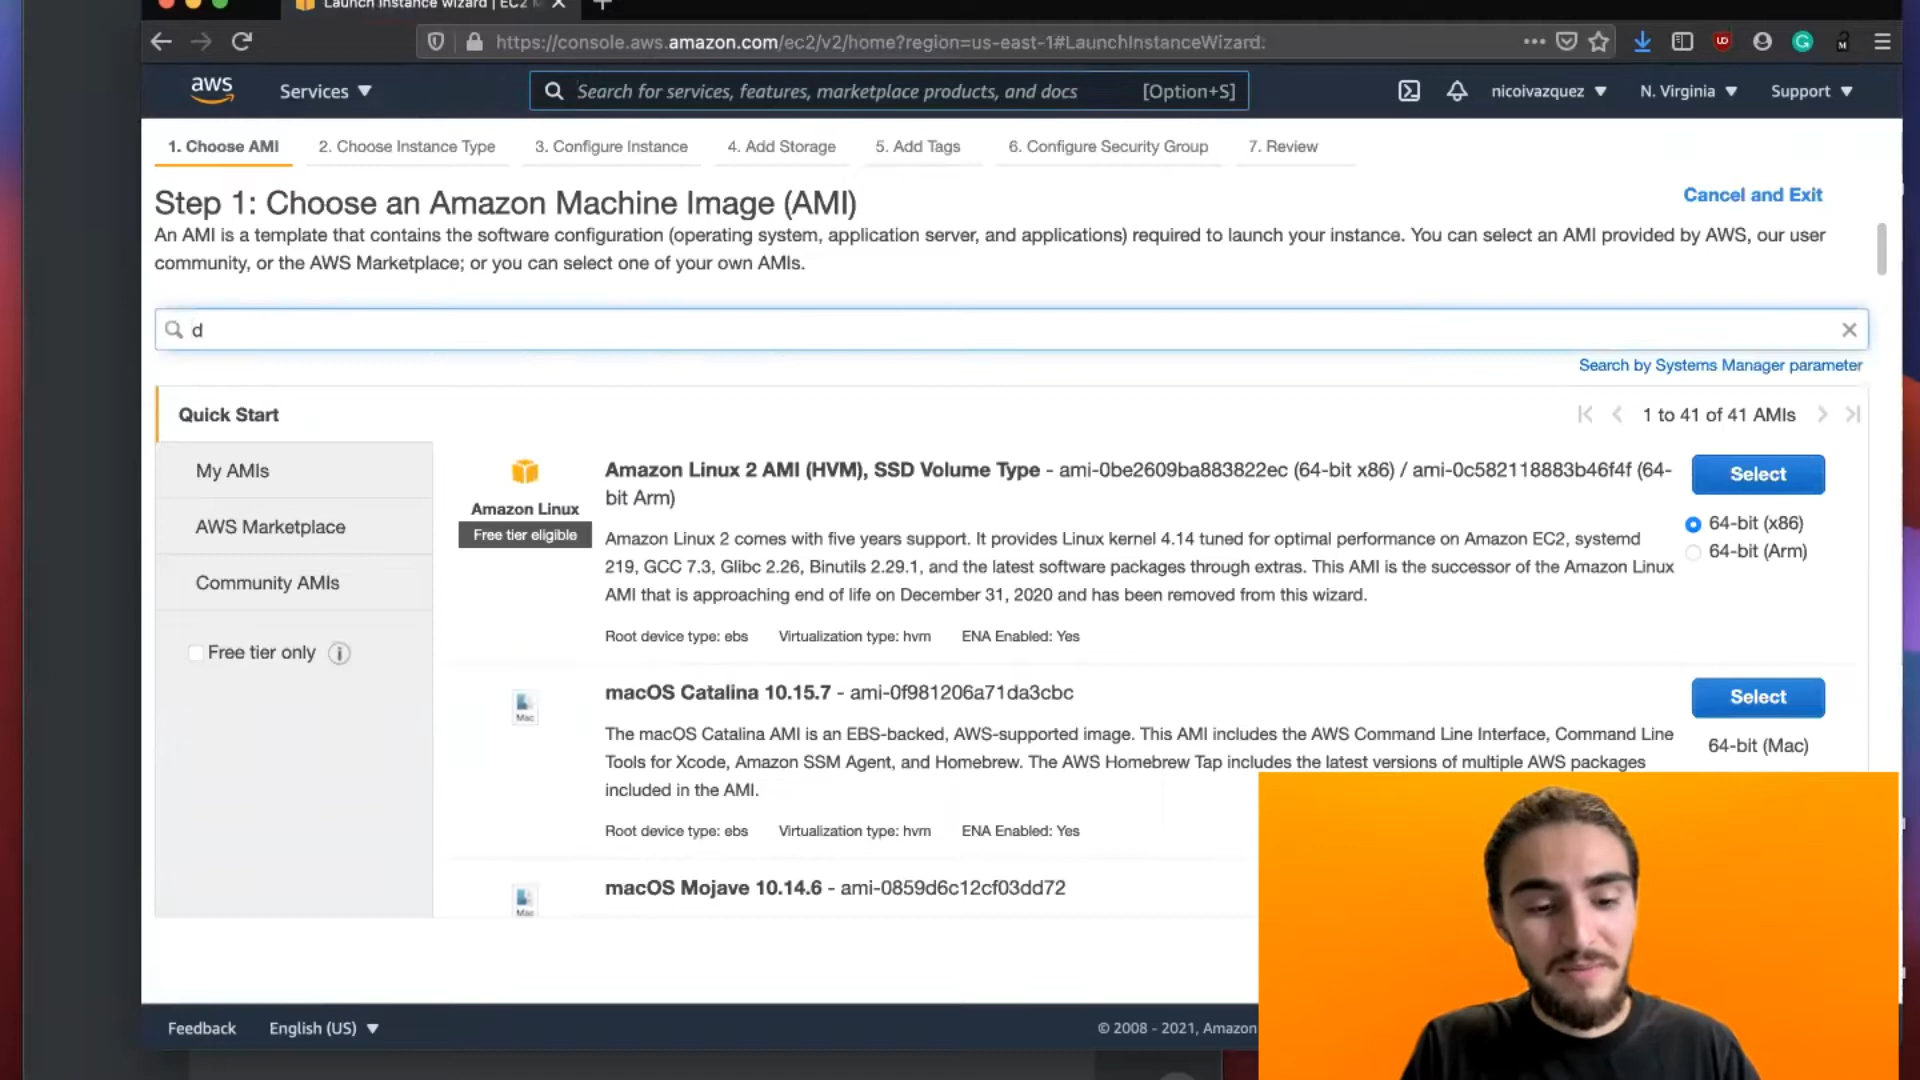 Launch instance wizard | EC2 M
https://console.aws.amazon.com/ec2/v2/home?region=us-east-1#LaunchInstanceWizard:
aws Services Search for services, features, marketplace products, and docs [Option+S] nicoivazquez N. Virginia Support
1. Choose AMI 2. Choose Instance Type 3. Configure Instance 4. Add Storage 5. Add Tags 6. Configure Security Group 7. Review
Step 1: Choose an Amazon Machine Image (AMI)
Cancel and Exit
An AMI is a template that contains the software configuration (operating system, application server, and applications) required to launch your instance. You can select an AMI provided by AWS, our user
community, or the AWS Marketplace; or you can select one of your own AMIs.
d
Search by Systems Manager parameter
Quick Start
1 to 41 of 41 AMIs
My AMIs
AWS Marketplace
Community AMIs
Free tier only
Amazon Linux
Free tier eligible
Amazon Linux 2 AMI (HVM), SSD Volume Type - ami-0be2609ba883822ec (64-bit x86) / ami-0c582118883b46f4f (64-
bit Arm)
Amazon Linux 2 comes with five years support. It provides Linux kernel 4.14 tuned for optimal performance on Amazon EC2, systemd
219, GCC 7.3, Glibc 2.26, Binutils 2.29.1, and the latest software packages through extras. This AMI is the successor of the Amazon Linux
AMI that is approaching end of life on December 31, 2020 and has been removed from this wizard.
Root device type: ebs Virtualization type: hvm ENA Enabled: Yes
Select
64-bit (x86)
64-bit (Arm)
Mac
macOS Catalina 10.15.7 - ami-0f981206a71da3cbc
The macOS Catalina AMI is an EBS-backed, AWS-supported image. This AMI includes the AWS Command Line Interface, Command Line
Tools for Xcode, Amazon SSM Agent, and Homebrew. The AWS Homebrew Tap includes the latest versions of multiple AWS packages
included in the AMI.
Root device type: ebs Virtualization type: hvm ENA Enabled: Yes
Select
64-bit (Mac)
Mac
macOS Mojave 10.14.6 - ami-0859d6c12cf03dd72
Feedback English (US) © 2008 - 2021, Amazon